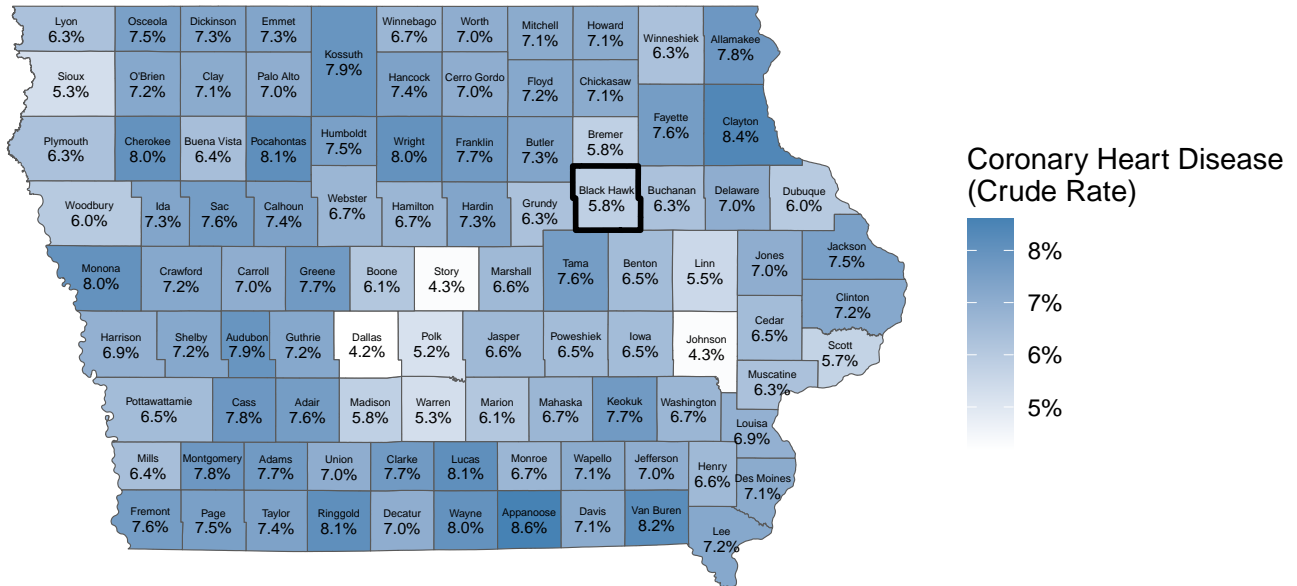 Lyon
6.3%
Osceola
7.5%
Dickinson
7.3%
Emmet
7.3%
Kossuth
7.9%
Winnebago
6.7%
Worth
7.0%
Mitchell
7.1%
Howard
7.1%
Winneshiek
6.3%
Allamakee
7.8%
Sioux
5.3%
O'Brien
7.2%
Clay
7.1%
Palo Alto
7.0%
Hancock
7.4%
Cerro Gordo
7.0%
Floyd
7.2%
Chickasaw
7.1%
Fayette
7.6%
Clayton
8.4%
Plymouth
6.3%
Cherokee
8.0%
Buena Vista
6.4%
Pocahontas
8.1%
Humboldt
7.5%
Wright
8.0%
Franklin
7.7%
Butler
7.3%
Bremer
5.8%
Woodbury
6.0%
Ida
7.3%
Sac
7.6%
Calhoun
7.4%
Webster
6.7%
Hamilton
6.7%
Hardin
7.3%
Grundy
6.3%
Black Hawk
5.8%
Buchanan
6.3%
Delaware
7.0%
Dubuque
6.0%
Monona
8.0%
Crawford
7.2%
Carroll
7.0%
Greene
7.7%
Boone
6.1%
Story
4.3%
Marshall
6.6%
Tama
7.6%
Benton
6.5%
Linn
5.5%
Jones
7.0%
Jackson
7.5%
Clinton
7.2%
Harrison
6.9%
Shelby
7.2%
Audubon
7.9%
Guthrie
7.2%
Dallas
4.2%
Polk
5.2%
Jasper
6.6%
Poweshiek
6.5%
Iowa
6.5%
Johnson
4.3%
Cedar
6.5%
Scott
5.7%
Muscatine
6.3%
Pottawattamie
6.5%
Cass
7.8%
Adair
7.6%
Madison
5.8%
Warren
5.3%
Marion
6.1%
Mahaska
6.7%
Keokuk
7.7%
Washington
6.7%
Louisa
6.9%
Mills
6.4%
Montgomery
7.8%
Adams
7.7%
Union
7.0%
Clarke
7.7%
Lucas
8.1%
Monroe
6.7%
Wapello
7.1%
Jefferson
7.0%
Henry
6.6%
Des Moines
7.1%
Fremont
7.6%
Page
7.5%
Taylor
7.4%
Ringgold
8.1%
Decatur
7.0%
Wayne
8.0%
Appanoose
8.6%
Davis
7.1%
Van Buren
8.2%
Lee
7.2%
Coronary Heart Disease
(Crude Rate)
8%
7%
6%
5%